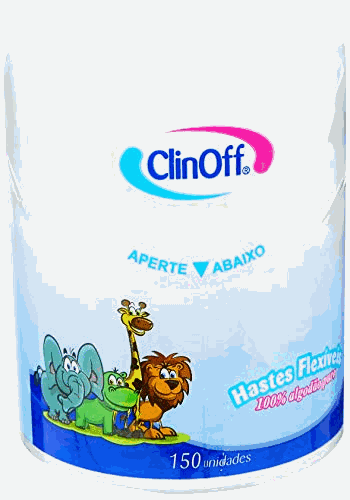 ClinOff®
APERTE ▼ ABAIXO
Hastes Flexíveis
100% algodão puro
150 unidades